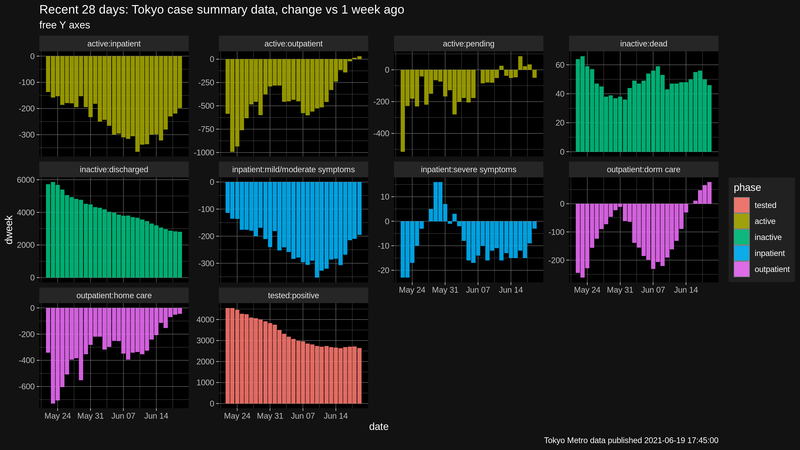 Recent 28 days: Tokyo case summary data, change vs 1 week ago
free Y axes
active:inpatient
active:outpatient
active:pending
inactive:dead
0
-100
-200
-300
0
-250
-500
-750
-1000
0
-200
-400
60
40
20
0
inactive:discharged
inpatient:mild/moderate symptoms
inpatient:severe symptoms
outpatient:dorm care
6000
4000
2000
0
0
-100
-200
-300
10
0
-10
-20
0
-100
-200
May 24 May 31 Jun 07 Jun 14
May 24 May 31 Jun 07 Jun 14
outpatient:home care
tested:positive
0
-200
-400
-600
4000
3000
2000
1000
0
May 24 May 31 Jun 07 Jun 14
May 24 May 31 Jun 07 Jun 14
dweek
date
phase
tested
active
inactive
inpatient
outpatient
Tokyo Metro data published 2021-06-19 17:45:00